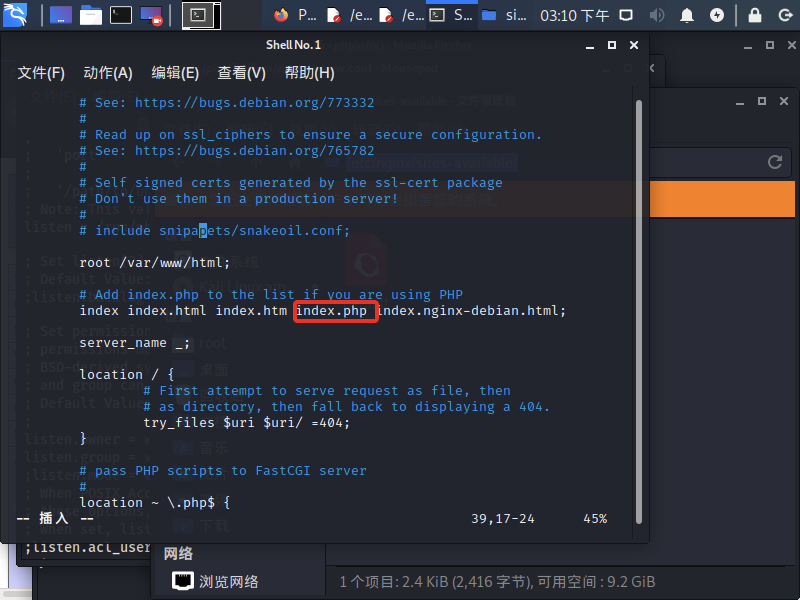 P... /e... /e... S... si... 03:10 下午
Shell No.1
文件(F) 动作(A) 编辑(E) 查看(V) 帮助(H)
# See: https://bugs.debian.org/773332
#
# Read up on ssl_ciphers to ensure a secure configuration.
# See: https://bugs.debian.org/765782
#
# Self signed certs generated by the ssl-cert package
# Don't use them in a production server!
#
# include snipapets/snakeoil.conf;
root /var/www/html;
# Add index.php to the list if you are using PHP
index index.html index.htm index.php index.nginx-debian.html;
server_name _;
location / {
# First attempt to serve request as file, then
# as directory, then fall back to displaying a 404.
try_files $uri $uri/ =404;
}
# pass PHP scripts to FastCGI server
#
location ~ \.php$ {
-- 插入 -- 39,17-24 45%
;listen.acl_user
网络
浏览网络
1 个项目: 2.4 KiB (2,416 字节), 可用空间 : 9.2 GiB